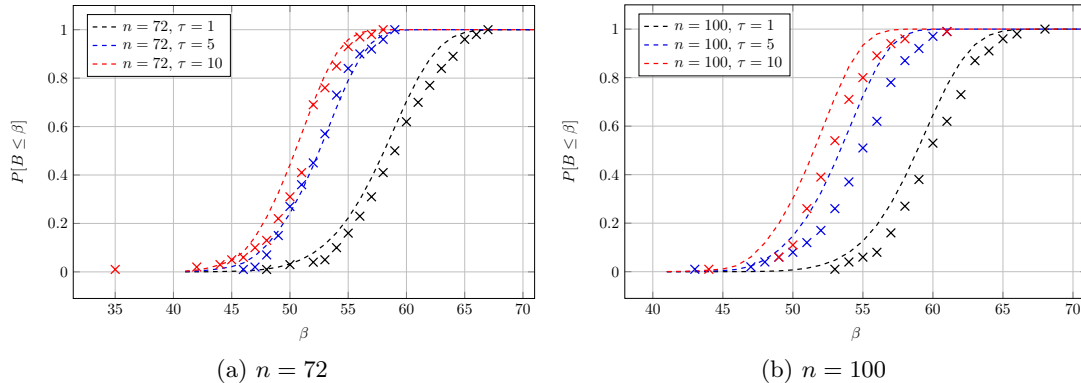 n = 72, τ = 1
n = 72, τ = 5
n = 72, τ = 10
P[B ≤ β]
1
0.8
0.6
0.4
0.2
0
35 40 45 50 55 60 65 70
β
(a) n = 72
n = 100, τ = 1
n = 100, τ = 5
n = 100, τ = 10
P[B ≤ β]
1
0.8
0.6
0.4
0.2
0
40 45 50 55 60 65 70
β
(b) n = 100